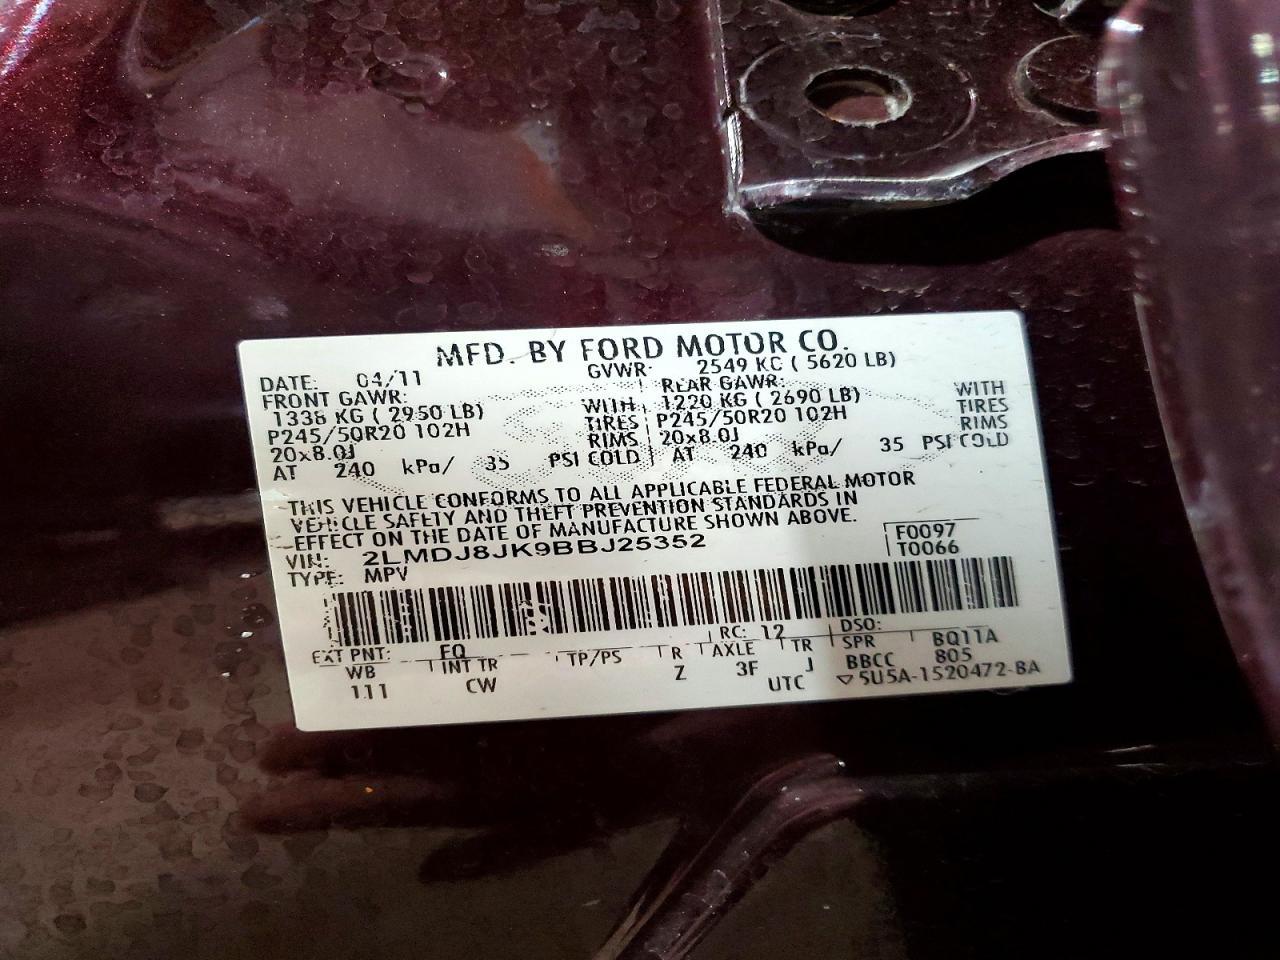 MFD. BY FORD MOTOR CO.
DATE: 04/11 GVWR: 2549 KG ( 5620 LB)
FRONT GAWR: REAR GAWR:
1338 KG ( 2950 LB) WITH 1220 KG ( 2690 LB) WITH
P245/50R20 102H TIRES P245/50R20 102H TIRES
20x8.0J RIMS 20x8.0J RIMS
AT 240 kPa/ 35 PSI COLD AT 240 kPa/ 35 PSI COLD
THIS VEHICLE CONFORMS TO ALL APPLICABLE FEDERAL MOTOR
VEHICLE SAFETY AND THEFT PREVENTION STANDARDS IN
EFFECT ON THE DATE OF MANUFACTURE SHOWN ABOVE.
VIN: 2LMDJ8JK9BBJ25352 F0097
TYPE: MPV T0066
EXT PNT: FQ RC: 12 DSO:
WB INT TR TP/PS R AXLE TR SPR BQ11A
111 CW Z 3F J BBCC 805
UTC ▽5U5A-1520472-BA